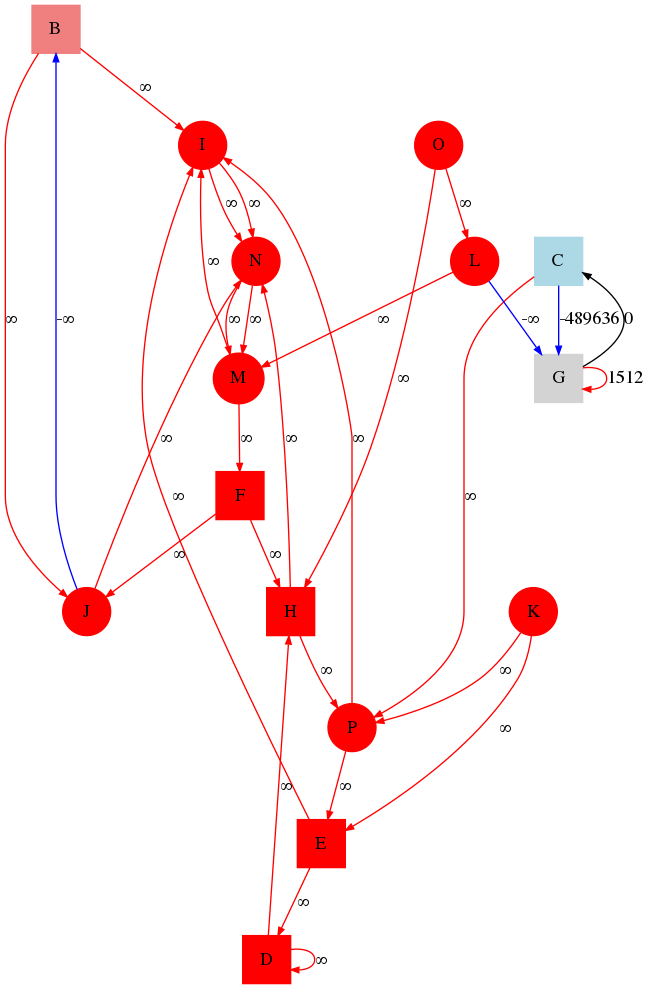 B
∞
I
O
∞ ∞
∞
N
L
C
∞
∞ ∞ ∞ ∞ -∞ -489636 0
M
G
1512
∞
∞ ∞ ∞ ∞
F
∞ ∞
∞ ∞
J
H
K
∞ ∞
P
∞
∞ ∞
E
∞
D
∞
-∞